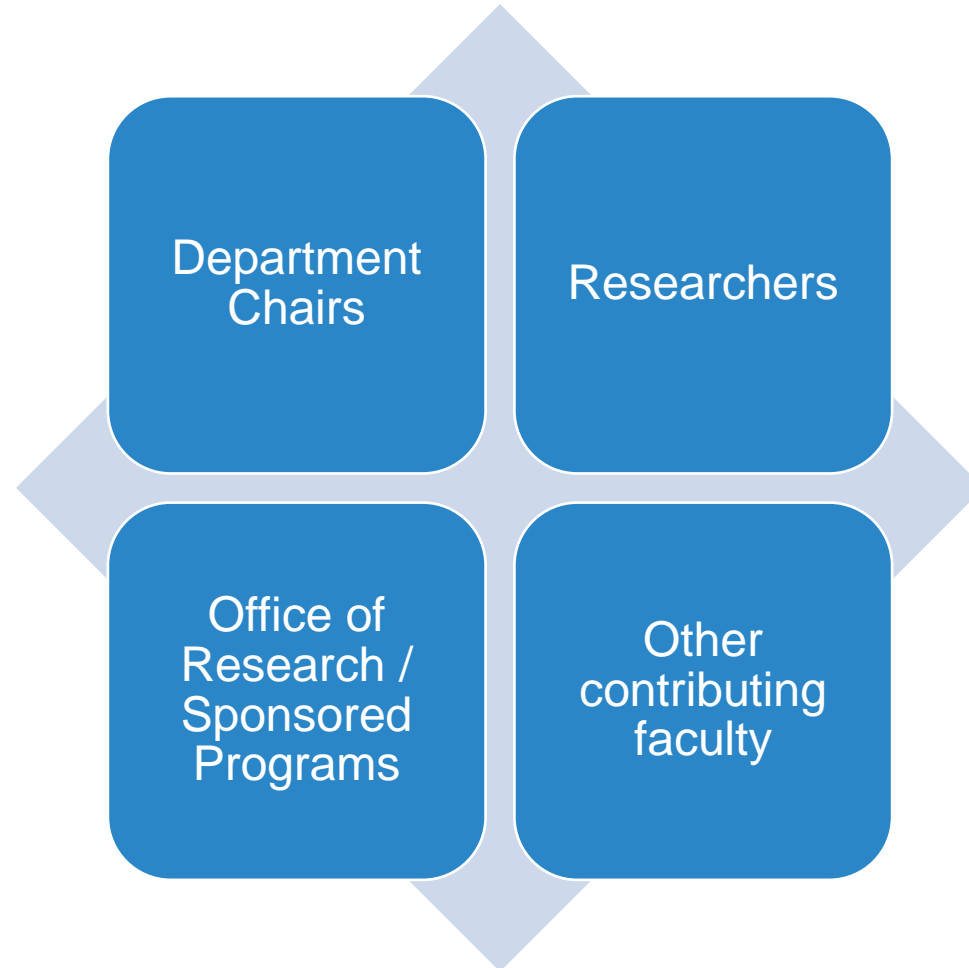 Department
Chairs
Researchers
Office of
Research /
Sponsored
Programs
Other
contributing
faculty